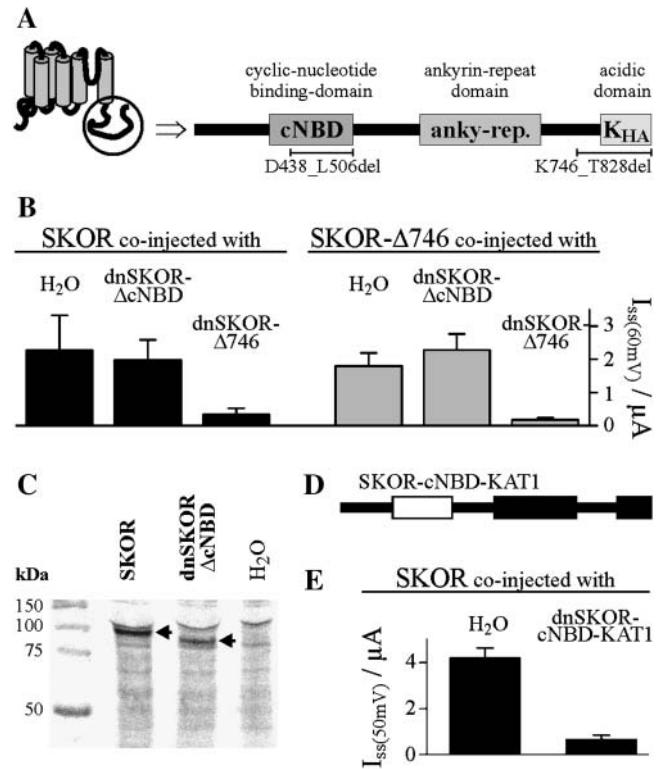 A
cyclic-nucleotide
binding-domain
ankyrin-repeat
domain
acidic
domain
cNBD
anky-rep.
K_HA
D438_L506del
K746_T828del
B
SKOR co-injected with
SKOR-Δ746 co-injected with
H₂O
dnSKOR-
ΔcNBD
dnSKOR-
Δ746
H₂O
dnSKOR-
ΔcNBD
dnSKOR-
Δ746
3
2
1
0
Iss(60mV) / µA
C
kDa
SKOR
dnSKOR
ΔcNBD
H₂O
150
100
75
50
D
SKOR-cNBD-KAT1
E
SKOR co-injected with
H₂O
dnSKOR-
cNBD-KAT1
Iss(50mV) / µA
4
2
0